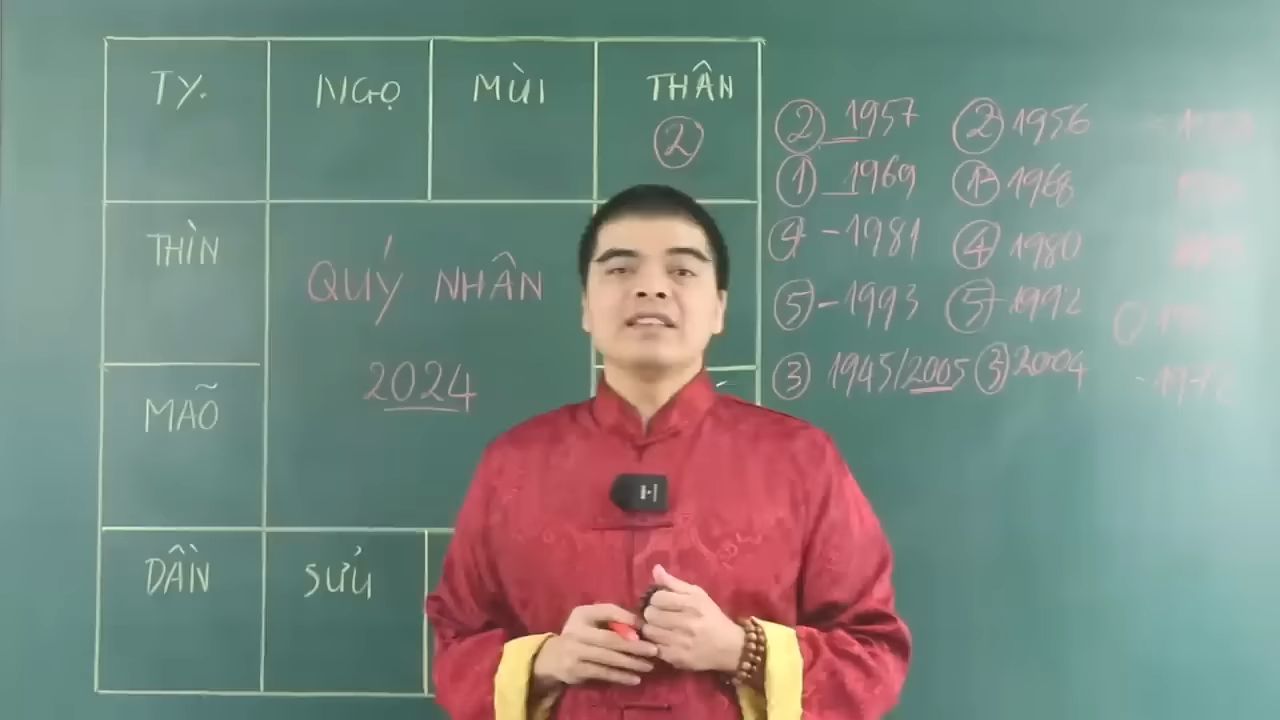 TỴ. NGỌ MÙI THÂN
②
THÌN
QUÝ NHÂN
2024
MÃO
DẦN SỬU
② 1957 ② 1956
① 1969 ① 1968
④ - 1981 ④ 1980
⑤ - 1993 ⑤ - 1992
③ 1945/2005 ③ 2004